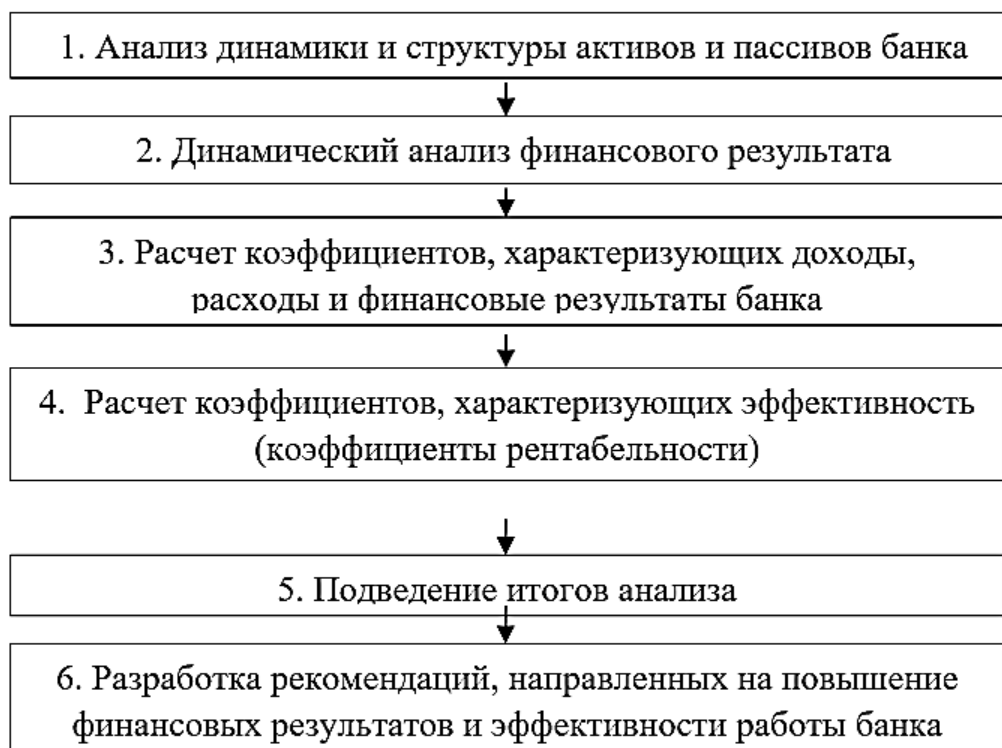 1. Анализ динамики и структуры активов и пассивов банка
2. Динамический анализ финансового результата
3. Расчет коэффициентов, характеризующих доходы,
расходы и финансовые результаты банка
4. Расчет коэффициентов, характеризующих эффективность
(коэффициенты рентабельности)
5. Подведение итогов анализа
6. Разработка рекомендаций, направленных на повышение
финансовых результатов и эффективности работы банка